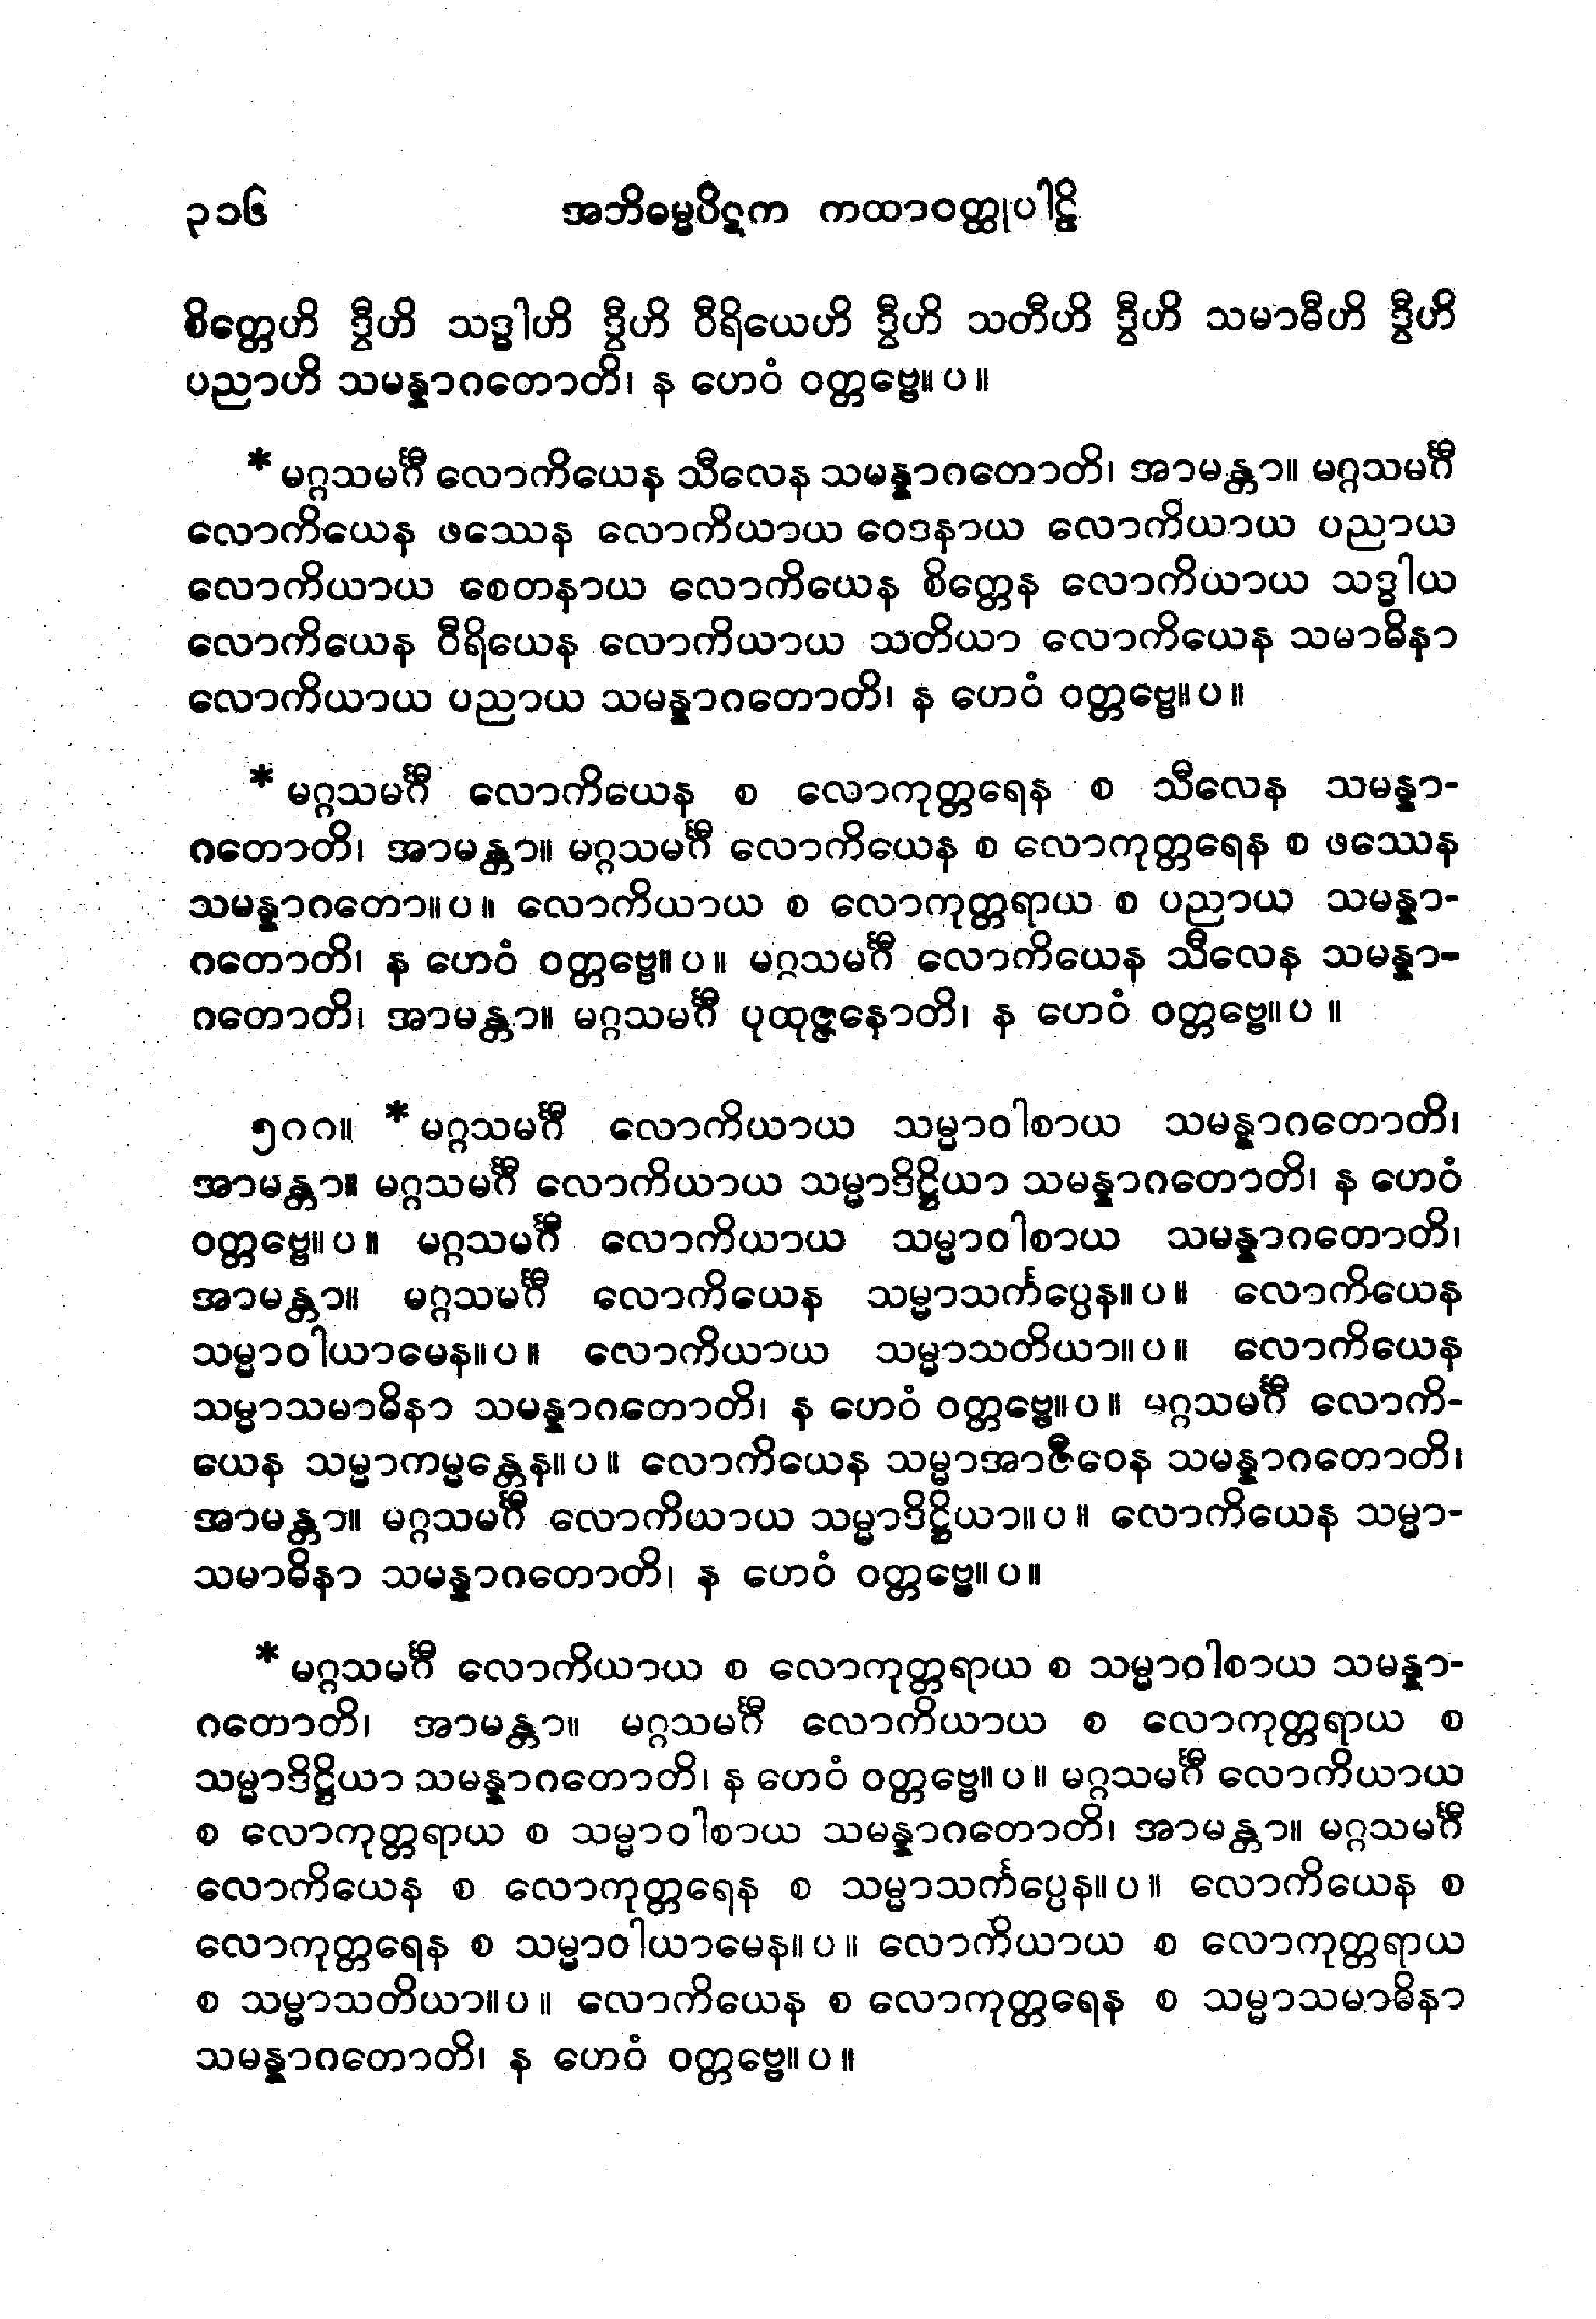 ၃၁၆ အဘိဓမ္မပိဋက ကထာဝတ္ထုပါဠိ
စိတ္တေဟိ ဒွီဟိ သဒ္ဓါဟိ ဒွီဟိ ဝီရိယေဟိ ဒွီဟိ သတီဟိ ဒွီဟိ သမာဓီဟိ ဒွီဟိ
ပညာဟိ သမန္နာဂတောတိ၊ န ဟေဝံ ဝတ္တဗ္ဗေ။ပ။
* မဂ္ဂသမင်္ဂီ လောကိယေန သီလေန သမန္နာဂတောတိ၊ အာမန္တာ။ မဂ္ဂသမင်္ဂီ
လောကိယေန ဖဿေန လောကိယာယ ဝေဒနာယ လောကိယာယ ပညာယ
လောကိယာယ စေတနာယ လောကိယေန စိတ္တေန လောကိယာယ သဒ္ဓါယ
လောကိယေန ဝီရိယေန လောကိယာယ သတိယာ လောကိယေန သမာဓိနာ
လောကိယာယ ပညာယ သမန္နာဂတောတိ၊ န ဟေဝံ ဝတ္တဗ္ဗေ။ပ။
* မဂ္ဂသမင်္ဂီ လောကိယေန စ လောကုတ္တရေန စ သီလေန သမန္နာ-
ဂတောတိ၊ အာမန္တာ။ မဂ္ဂသမင်္ဂီ လောကိယေန စ လောကုတ္တရေန စ ဖဿေန
သမန္နာဂတော။ပ။ လောကိယာယ စ လောကုတ္တရာယ စ ပညာယ သမန္နာ-
ဂတောတိ၊ န ဟေဝံ ဝတ္တဗ္ဗေ။ပ။ မဂ္ဂသမင်္ဂီ လောကိယေန သီလေန သမန္နာ-
ဂတောတိ၊ အာမန္တာ။ မဂ္ဂသမင်္ဂီ ပုထုဇ္ဇနောတိ၊ န ဟေဝံ ဝတ္တဗ္ဗေ။ပ။
၅၈၈။ * မဂ္ဂသမင်္ဂီ လောကိယာယ သမ္မာဝါစာယ သမန္နာဂတောတိ၊
အာမန္တာ။ မဂ္ဂသမင်္ဂီ လောကိယာယ သမ္မာဒိဋ္ဌိယာ သမန္နာဂတောတိ၊ န ဟေဝံ
ဝတ္တဗ္ဗေ။ပ။ မဂ္ဂသမင်္ဂီ လောကိယာယ သမ္မာဝါစာယ သမန္နာဂတောတိ၊
အာမန္တာ။ မဂ္ဂသမင်္ဂီ လောကိယေန သမ္မာသင်္ကပ္ပေန။ပ။ လောကိယေန
သမ္မာဝါယာမေန။ပ။ လောကိယာယ သမ္မာသတိယာ။ပ။ လောကိယေန
သမ္မာသမာဓိနာ သမန္နာဂတောတိ၊ န ဟေဝံ ဝတ္တဗ္ဗေ။ပ။ မဂ္ဂသမင်္ဂီ လောကိ-
ယေန သမ္မာကမ္မန္တေန။ပ။ လောကိယေန သမ္မာအာဇီဝေန သမန္နာဂတောတိ၊
အာမန္တာ။ မဂ္ဂသမင်္ဂီ လောကိယာယ သမ္မာဒိဋ္ဌိယာ။ပ။ လောကိယေန သမ္မာ-
သမာဓိနာ သမန္နာဂတောတိ၊ န ဟေဝံ ဝတ္တဗ္ဗေ။ပ။
* မဂ္ဂသမင်္ဂီ လောကိယာယ စ လောကုတ္တရာယ စ သမ္မာဝါစာယ သမန္နာ-
ဂတောတိ၊ အာမန္တာ။ မဂ္ဂသမင်္ဂီ လောကိယာယ စ လောကုတ္တရာယ စ
သမ္မာဒိဋ္ဌိယာ သမန္နာဂတောတိ၊ န ဟေဝံ ဝတ္တဗ္ဗေ။ပ။ မဂ္ဂသမင်္ဂီ လောကိယာယ
စ လောကုတ္တရာယ စ သမ္မာဝါစာယ သမန္နာဂတောတိ၊ အာမန္တာ။ မဂ္ဂသမင်္ဂီ
လောကိယေန စ လောကုတ္တရေန စ သမ္မာသင်္ကပ္ပေန။ပ။ လောကိယေန စ
လောကုတ္တရေန စ သမ္မာဝါယာမေန။ပ။ လောကိယာယ စ လောကုတ္တရာယ
စ သမ္မာသတိယာ။ပ။ လောကိယေန စ လောကုတ္တရေန စ သမ္မာသမာဓိနာ
သမန္နာဂတောတိ၊ န ဟေဝံ ဝတ္တဗ္ဗေ။ပ။